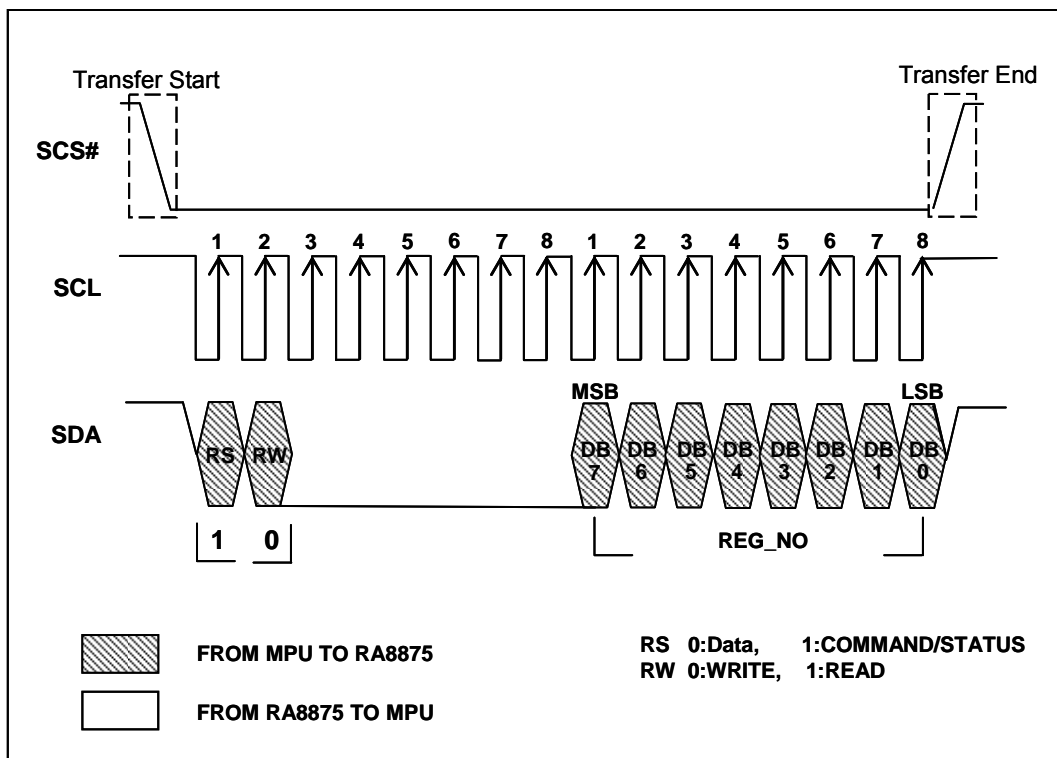 Transfer Start
Transfer End
SCS#
1 2 3 4 5 6 7 8 1 2 3 4 5 6 7 8
SCL
MSB LSB
SDA
RS RW DB 7 DB 6 DB 5 DB 4 DB 3 DB 2 DB 1 DB 0
1 0
REG_NO
FROM MPU TO RA8875
FROM RA8875 TO MPU
RS 0:Data, 1:COMMAND/STATUS
RW 0:WRITE, 1:READ